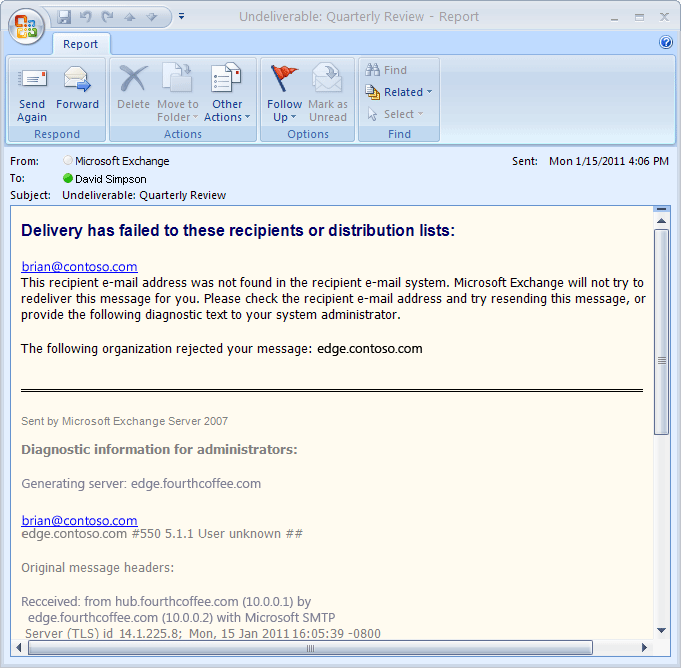 Undeliverable: Quarterly Review - Report
Report
Send Again
Forward
Respond
Delete
Move to Folder
Other Actions
Actions
Follow Up
Mark as Unread
Options
Find
Related
Select
Find
From: Microsoft Exchange Sent: Mon 1/15/2011 4:06 PM
To: David Simpson
Subject: Undeliverable: Quarterly Review
Delivery has failed to these recipients or distribution lists:
brian@contoso.com
This recipient e-mail address was not found in the recipient e-mail system. Microsoft Exchange will not try to
redeliver this message for you. Please check the recipient e-mail address and try resending this message, or
provide the following diagnostic text to your system administrator.
The following organization rejected your message: edge.contoso.com
Sent by Microsoft Exchange Server 2007
Diagnostic information for administrators:
Generating server: edge.fourthcoffee.com
brian@contoso.com
edge.contoso.com #550 5.1.1 User unknown ##
Original message headers:
Recceived: from hub.fourthcoffee.com (10.0.0.1) by
edge.fourthcoffee.com (10.0.0.2) with Microsoft SMTP
Server (TLS) id 14.1.225.8; Mon, 15 Jan 2011 16:05:39 -0800